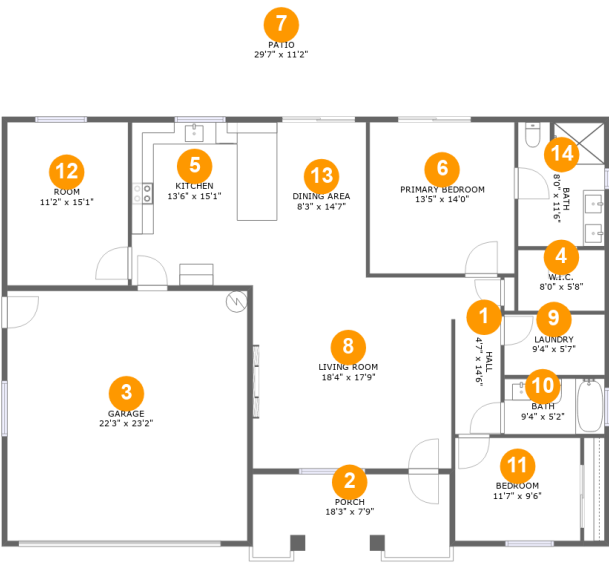 7
PATIO
29'7" x 11'2"
12
ROOM
11'2" x 15'1"
5
KITCHEN
13'6" x 15'1"
13
DINING AREA
8'3" x 14'7"
6
PRIMARY BEDROOM
13'5" x 14'0"
14
BATH
8'0" x 11'6"
4
W.I.C.
8'0" x 5'8"
1
HALL
4'7" x 14'6"
9
LAUNDRY
9'4" x 5'7"
8
LIVING ROOM
18'4" x 17'9"
3
GARAGE
22'3" x 23'2"
10
BATH
9'4" x 5'2"
11
BEDROOM
11'7" x 9'6"
2
PORCH
18'3" x 7'9"